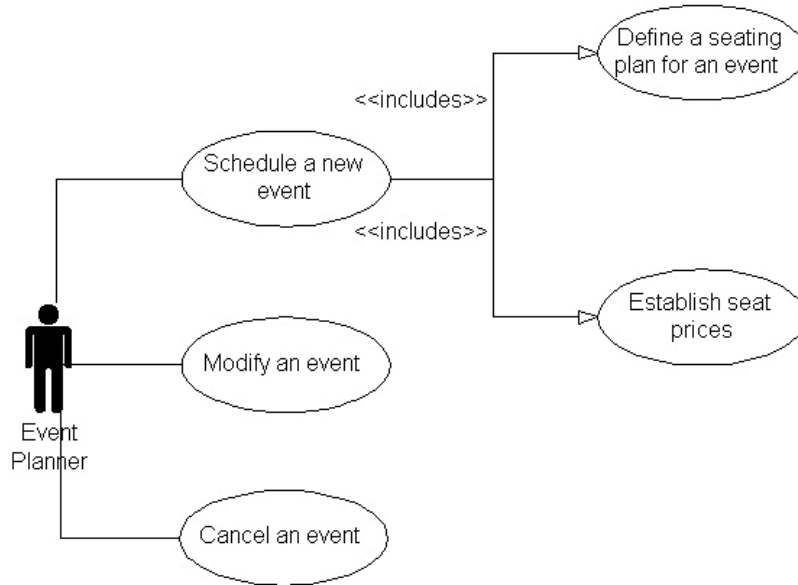 Define a seating
plan for an event
<<includes>>
Schedule a new
event
<<includes>>
Establish seat
prices
Modify an event
Event
Planner
Cancel an event